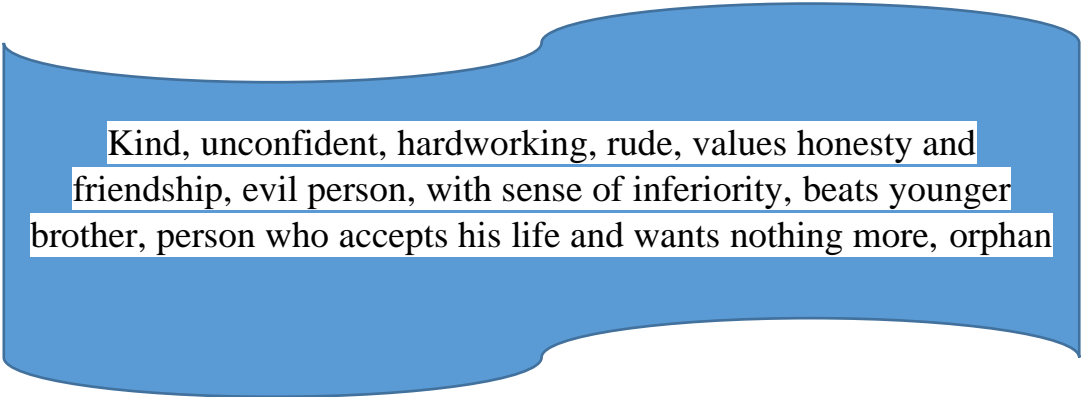 Kind, unconfident, hardworking, rude, values honesty and
friendship, evil person, with sense of inferiority, beats younger
brother, person who accepts his life and wants nothing more, orphan